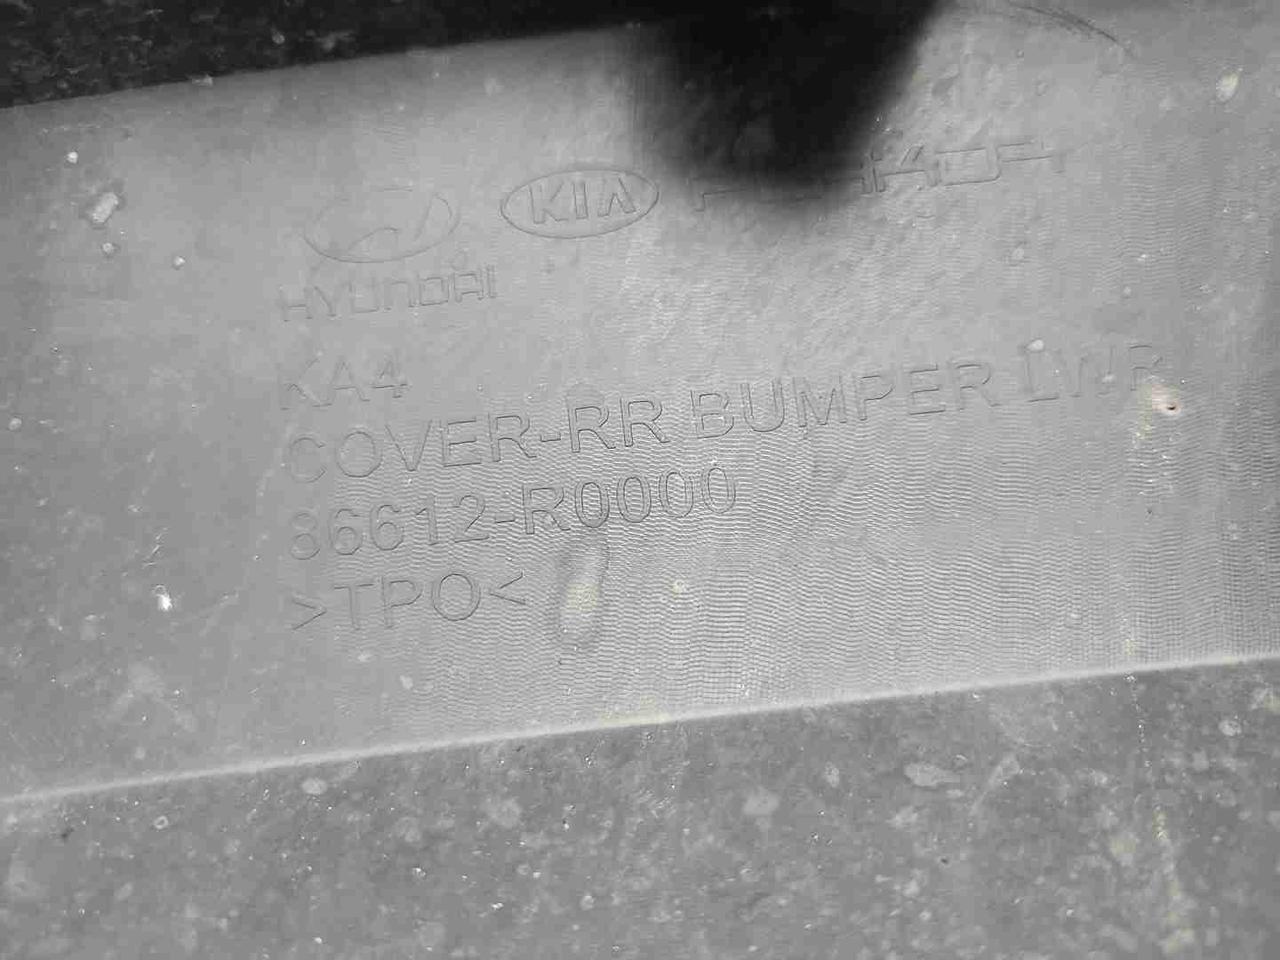 KIA
HYUNDAI
KA4
COVER-RR BUMPER LWR
86612-R0000
>TPO<